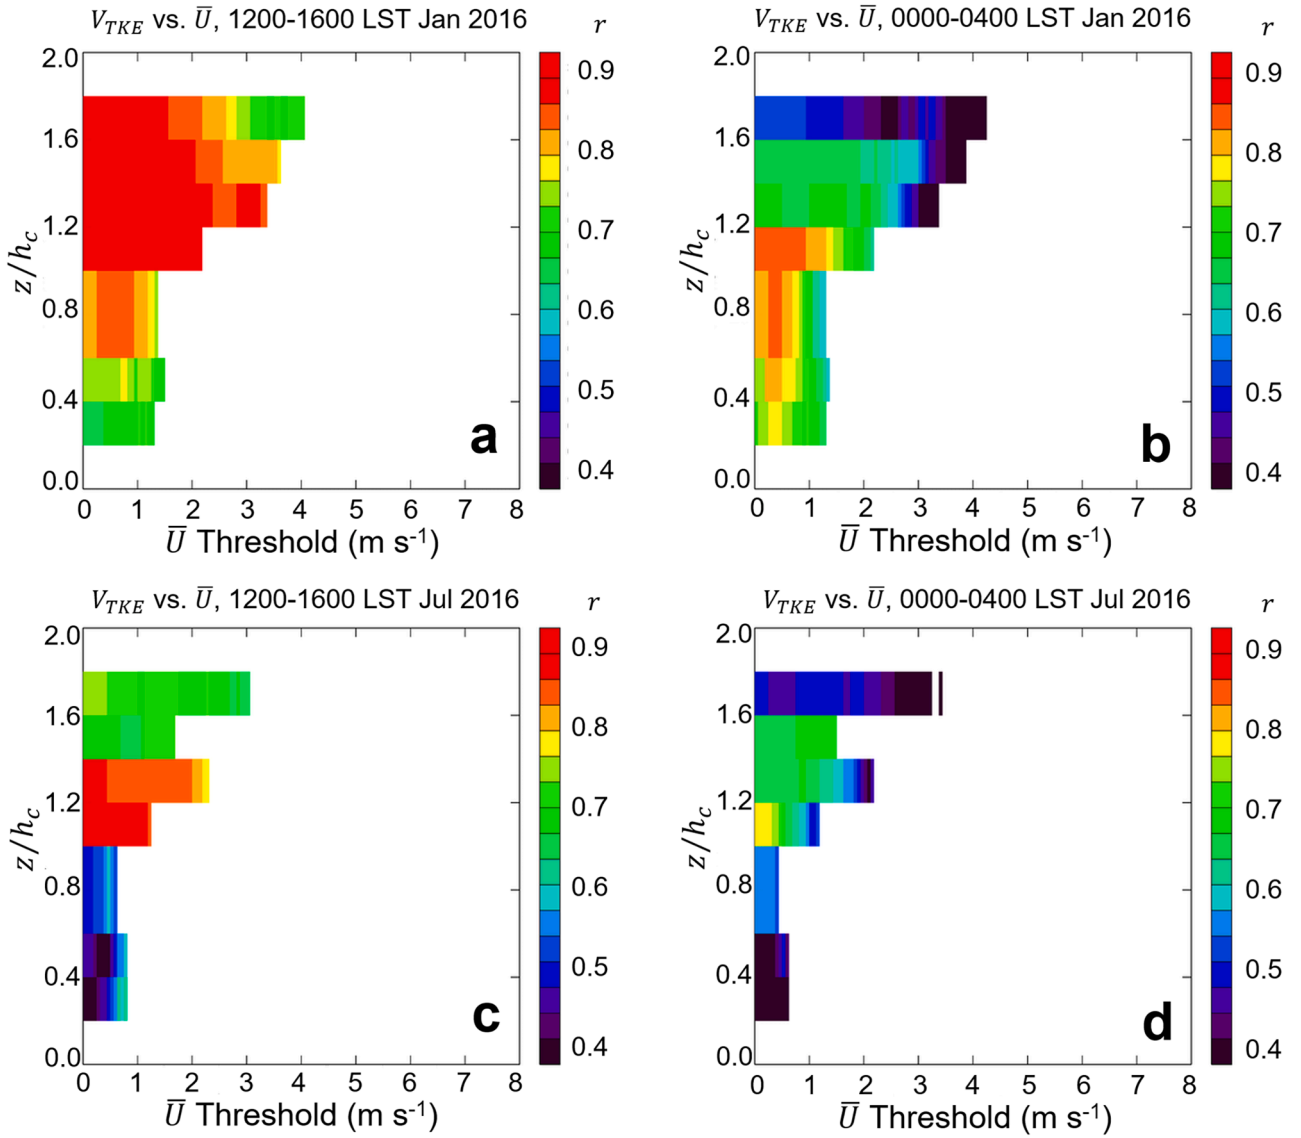 V_TKE vs. U̅, 1200-1600 LST Jan 2016 r
2.0
1.6
1.2
0.8
0.4
0.0
z/h_c
0 1 2 3 4 5 6 7 8
U̅ Threshold (m s⁻¹)
0.9
0.8
0.7
0.6
0.5
0.4
a
V_TKE vs. U̅, 0000-0400 LST Jan 2016 r
2.0
1.6
1.2
0.8
0.4
0.0
z/h_c
0 1 2 3 4 5 6 7 8
U̅ Threshold (m s⁻¹)
0.9
0.8
0.7
0.6
0.5
0.4
b
V_TKE vs. U̅, 1200-1600 LST Jul 2016 r
2.0
1.6
1.2
0.8
0.4
0.0
z/h_c
0 1 2 3 4 5 6 7 8
U̅ Threshold (m s⁻¹)
0.9
0.8
0.7
0.6
0.5
0.4
c
V_TKE vs. U̅, 0000-0400 LST Jul 2016 r
2.0
1.6
1.2
0.8
0.4
0.0
z/h_c
0 1 2 3 4 5 6 7 8
U̅ Threshold (m s⁻¹)
0.9
0.8
0.7
0.6
0.5
0.4
d